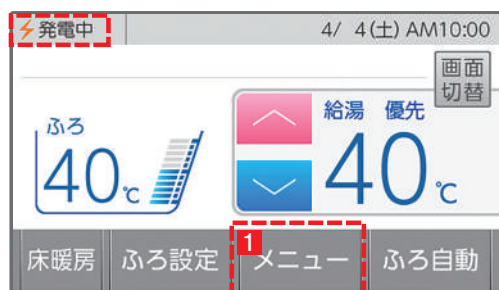 発電中
4/ 4(土) AM10:00
画面
切替
ふろ
40℃
給湯 優先
40℃
床暖房
ふろ設定
1
メニュー
ふろ自動